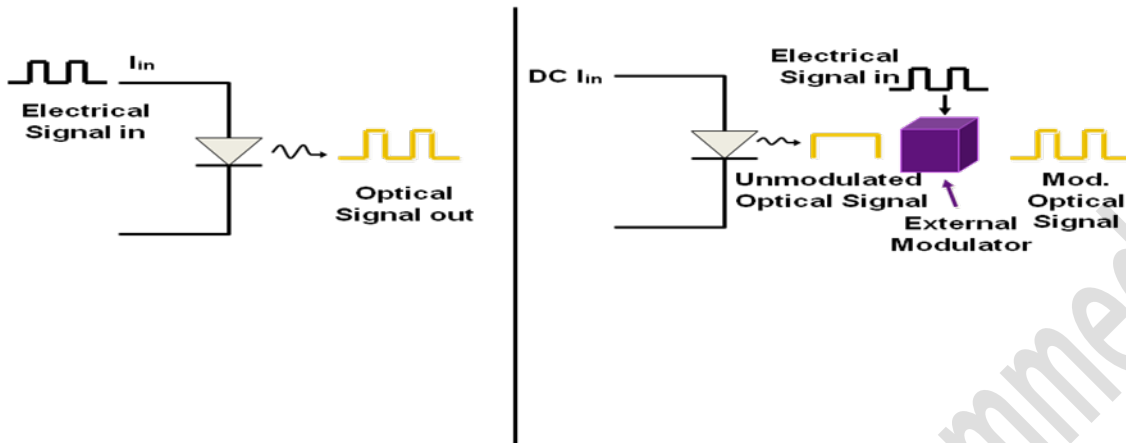 Iin
Electrical
Signal in
Optical
Signal out
DC Iin
Electrical
Signal in
Unmodulated
Optical Signal
External
Modulator
Mod.
Optical
Signal